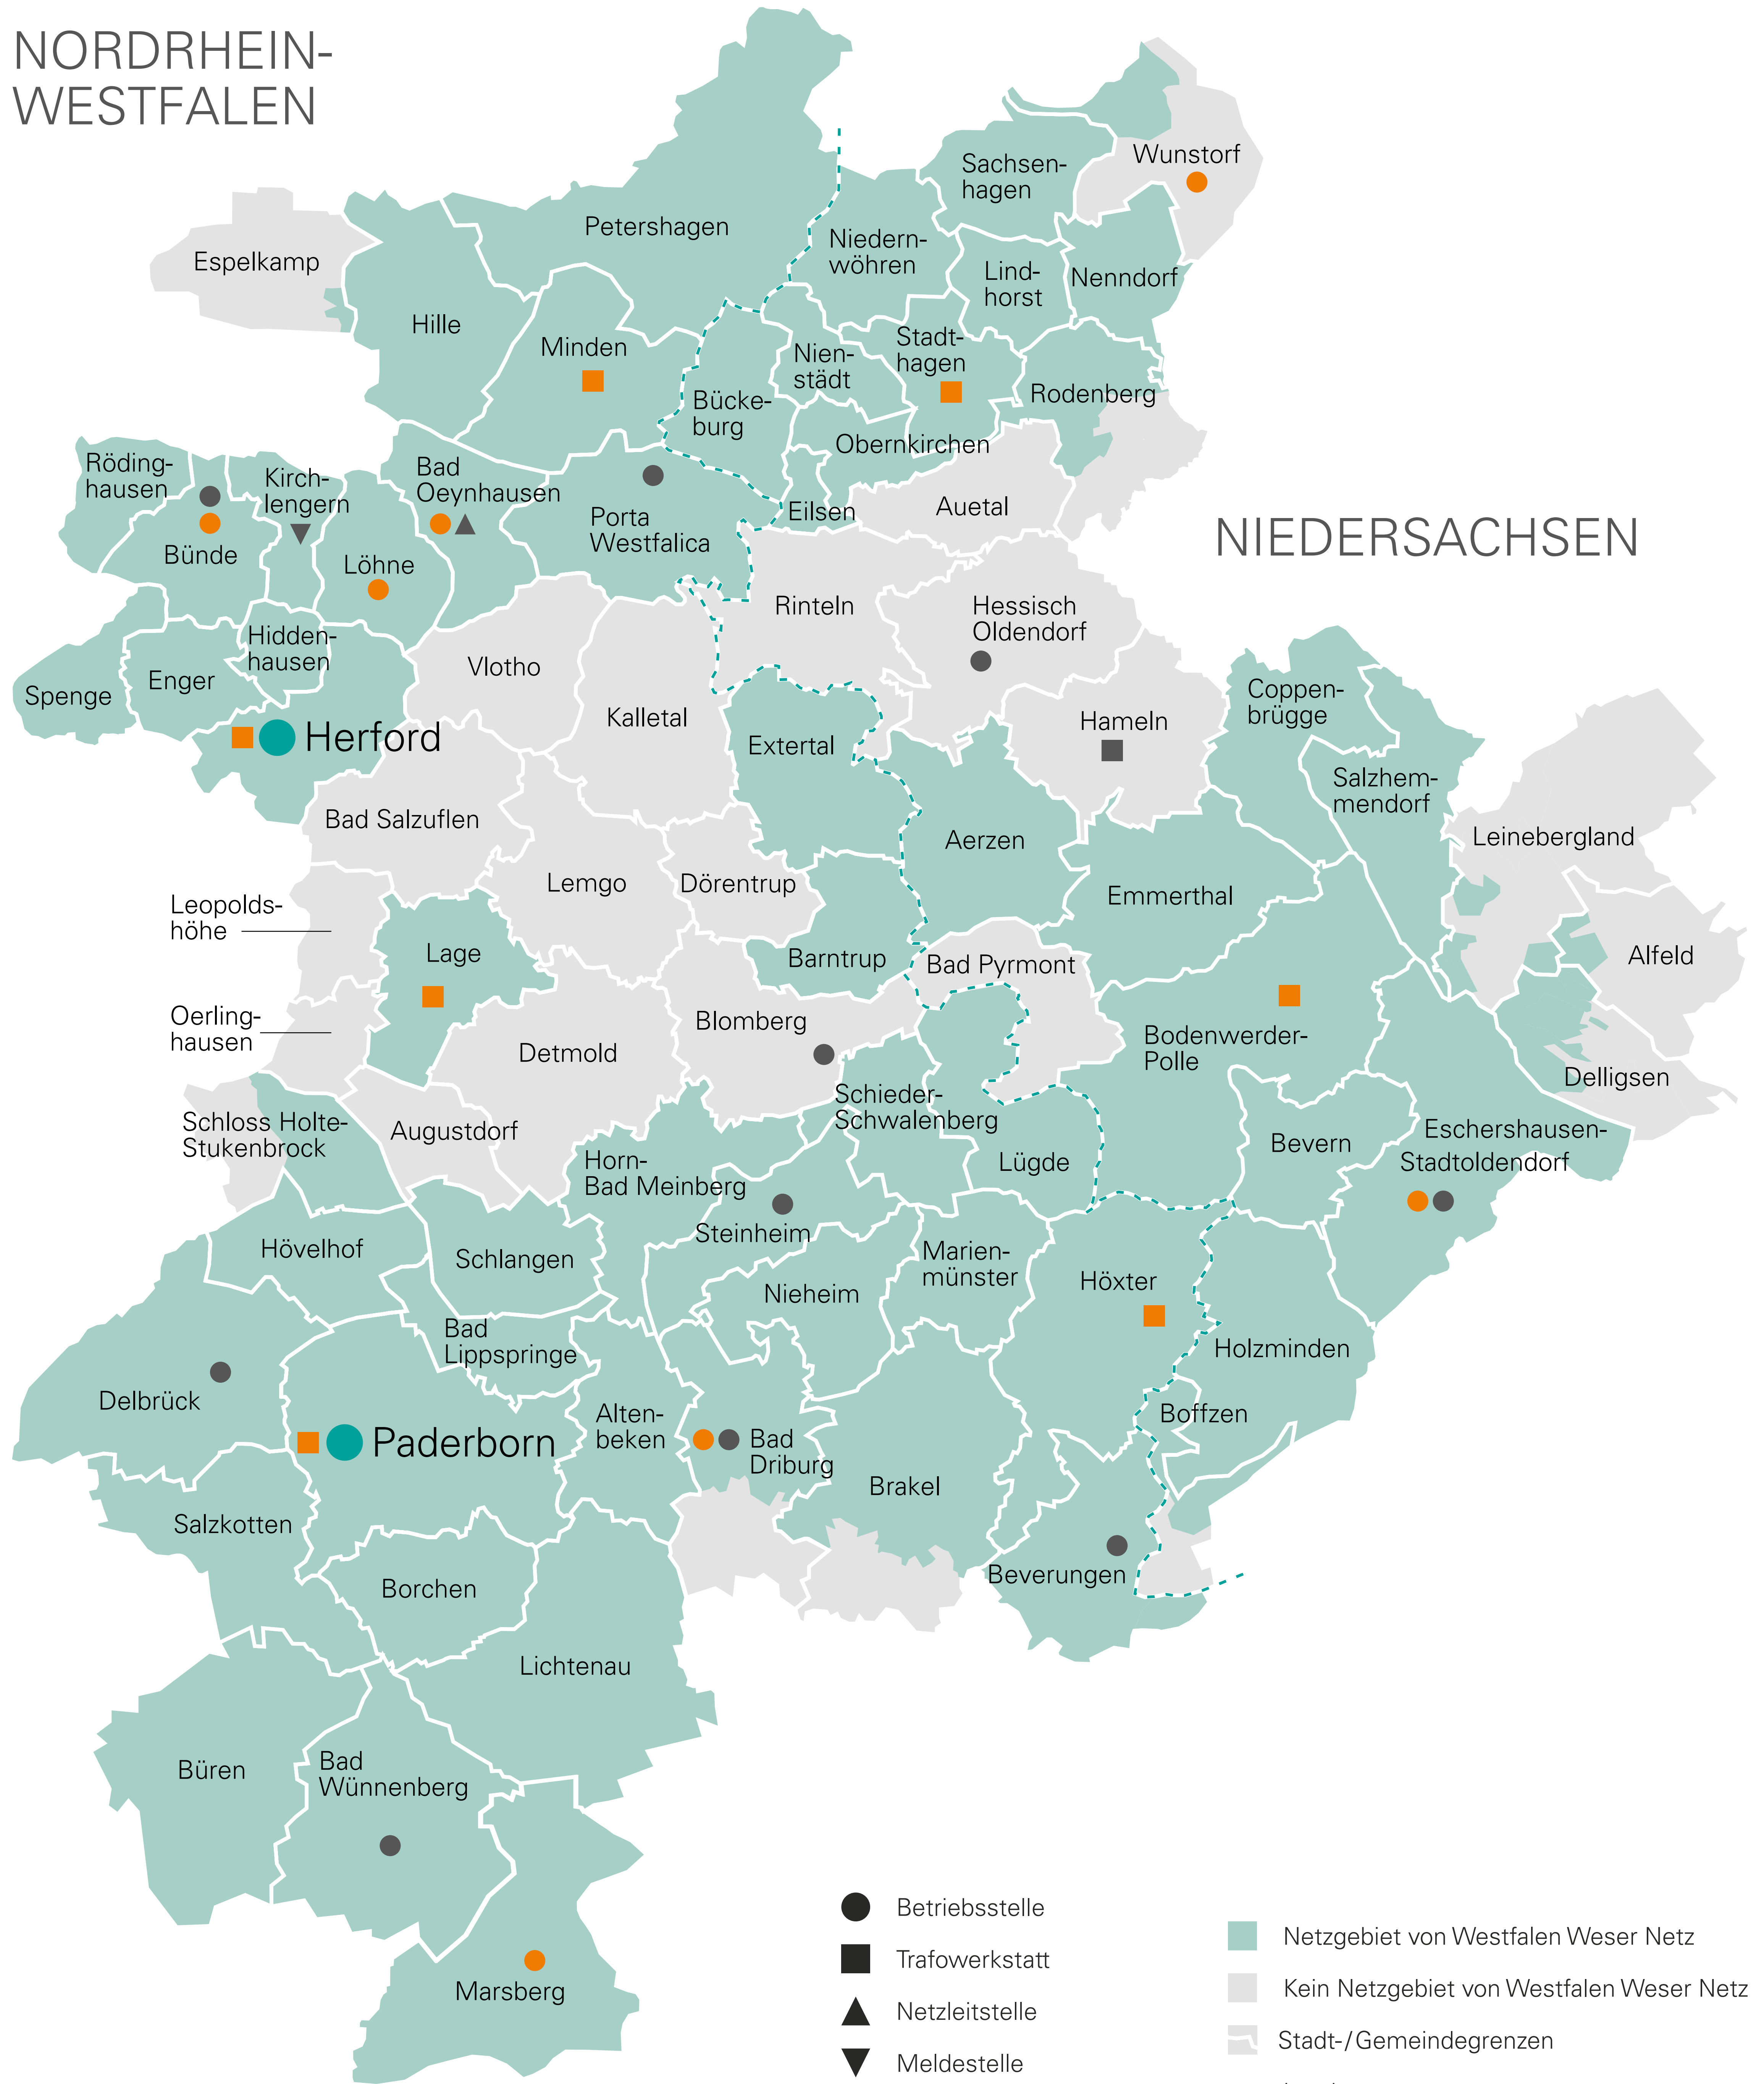 NORDRHEIN-
WESTFALEN
Wunstorf
Sachsen-
hagen
Petershagen
Niedern-
wöhren
Espelkamp
Lind-
horst
Nenndorf
Hille
Minden
Stadt-
hagen
Nien-
städt
Rodenberg
Bücke-
burg
Obernkirchen
Röding-
hausen
Kirch-
lengern
Bad
Oeynhausen
Porta
Westfalica
Eilsen
Auetal
NIEDERSACHSEN
Bünde
Löhne
Rinteln
Hessisch
Oldendorf
Hidden-
hausen
Vlotho
Enger
Spenge
Coppen-
brügge
Kalletal
Hameln
Herford
Extertal
Salzhem-
mendorf
Bad Salzuflen
Aerzen
Leinebergland
Lemgo
Dörentrup
Emmerthal
Leopolds-
höhe
Lage
Barntrup
Bad Pyrmont
Alfeld
Oerling-
hausen
Blomberg
Detmold
Bodenwerder-
Polle
Delligsen
Schieder-
Schwalenberg
Schloss Holte-
Stukenbrock
Augustdorf
Bevern
Eschershausen-
Stadtoldendorf
Horn-
Bad Meinberg
Lügde
Steinheim
Hövelhof
Schlangen
Marien-
münster
Nieheim
Höxter
Bad
Lippspringe
Holzminden
Delbrück
Alten-
beken
Boffzen
Paderborn
Bad
Driburg
Brakel
Salzkotten
Borchen
Beverungen
Lichtenau
Büren
Bad
Wünnenberg
Marsberg
Betriebsstelle
Trafowerkstatt
Netzleitstelle
Meldestelle
Netzgebiet von Westfalen Weser Netz
Kein Netzgebiet von Westfalen Weser Netz
Stadt-/Gemeindegrenzen